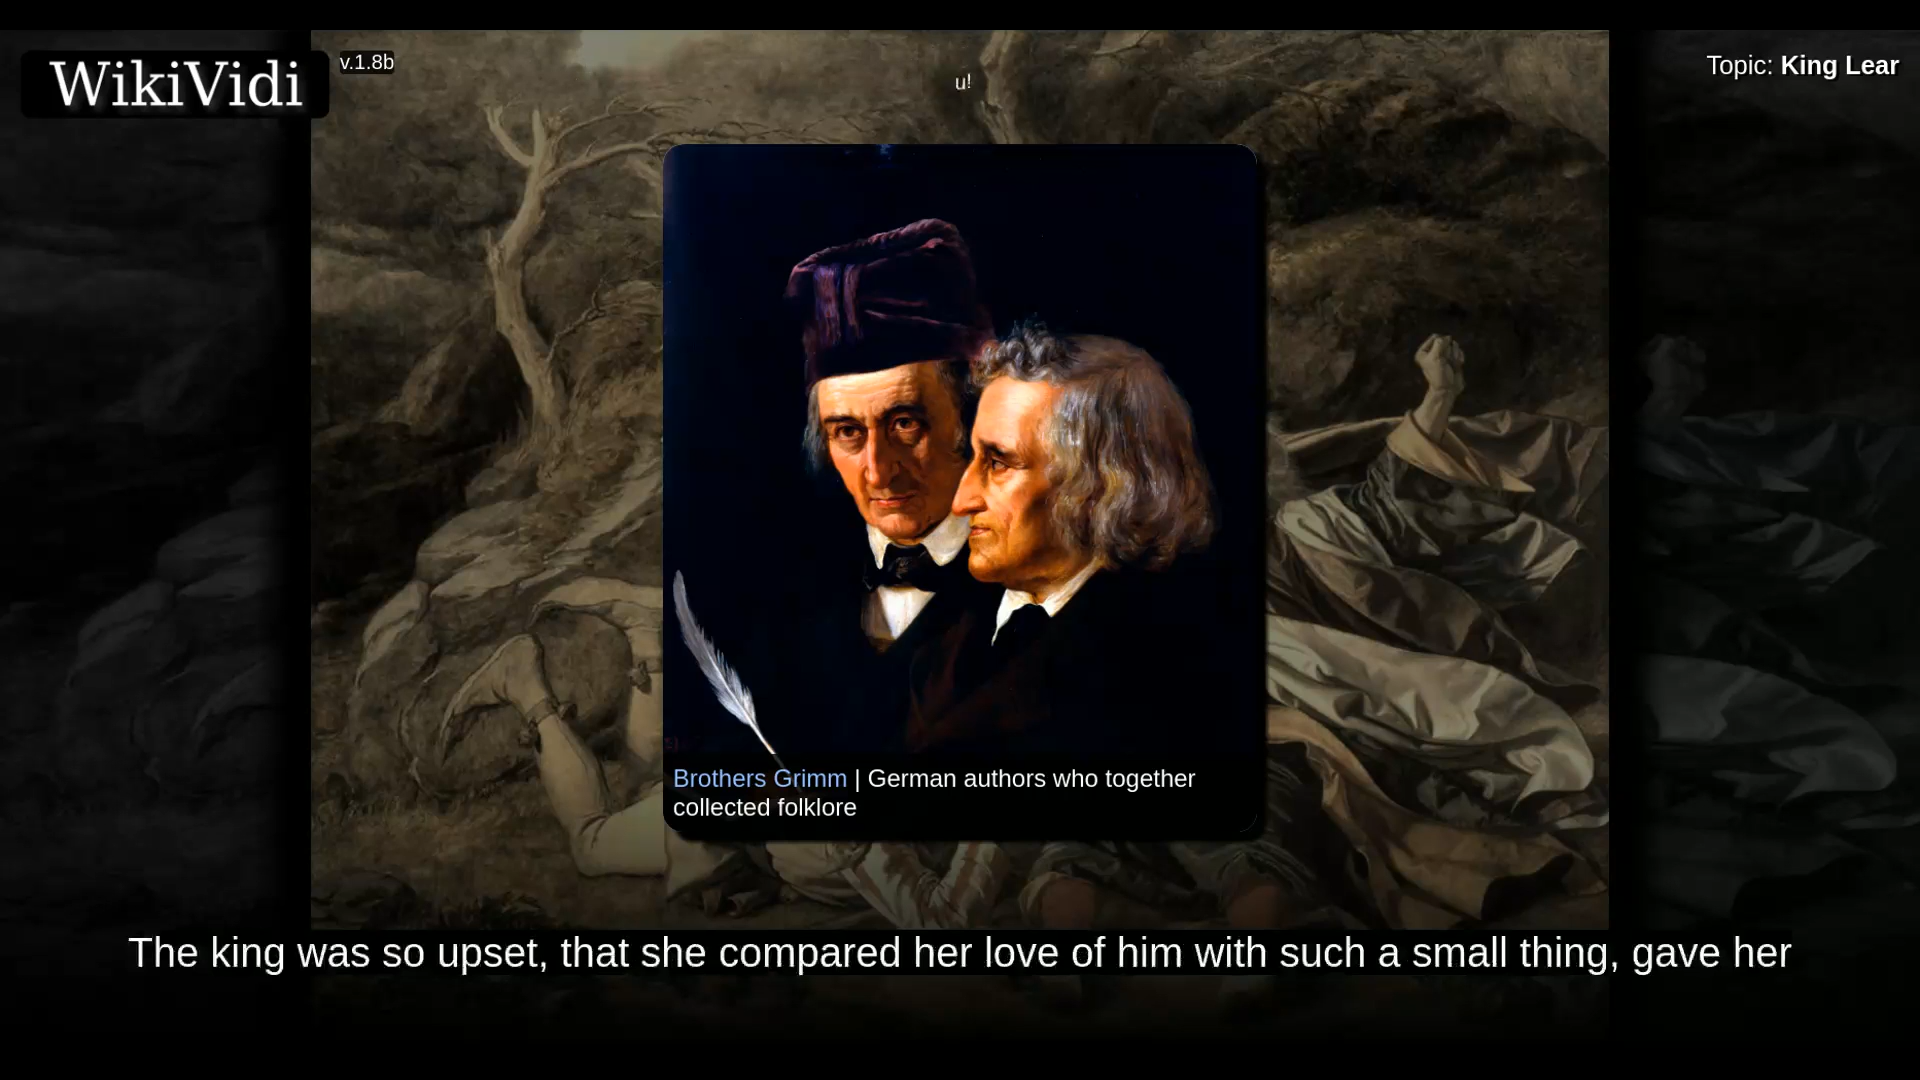 WikiVidi
v.1.8b
u!
Topic: King Lear
Brothers Grimm | German authors who together
collected folklore
The king was so upset, that she compared her love of him with such a small thing, gave her